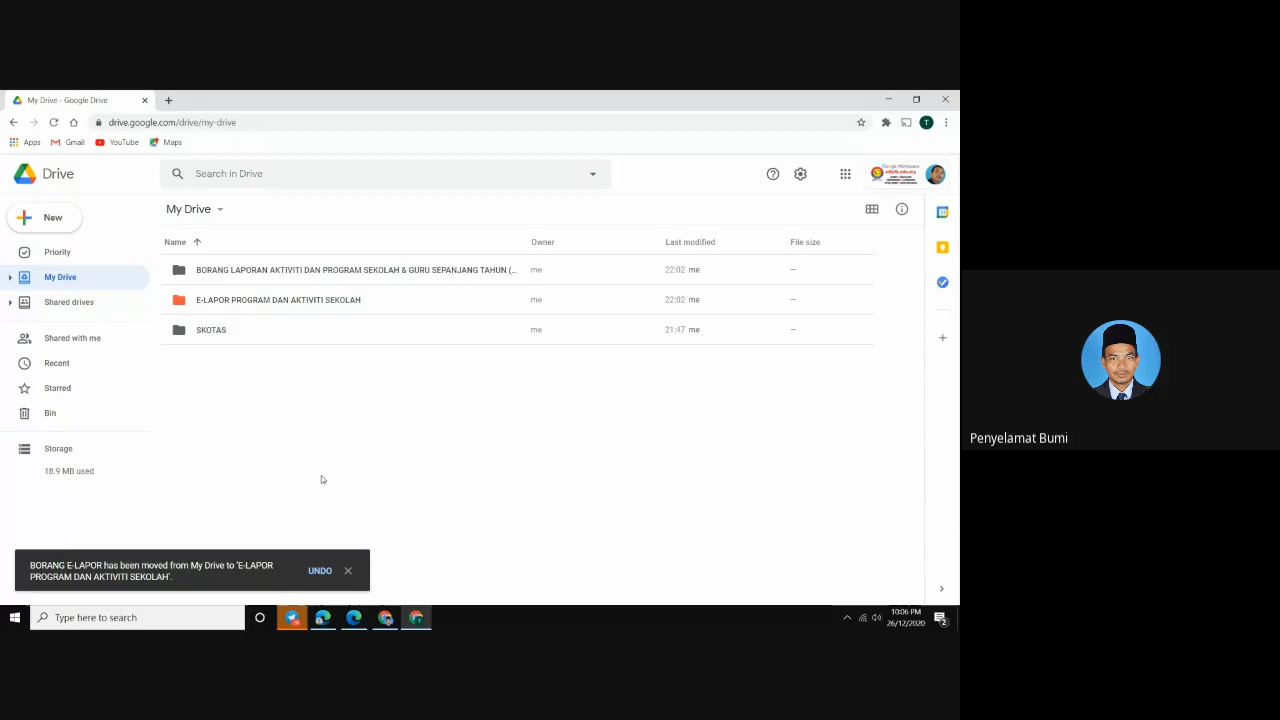 My Drive - Google Drive
drive.google.com/drive/my-drive
Apps Gmail YouTube Maps
Drive
Search in Drive
New
My Drive
Name Owner Last modified File size
Priority
My Drive
Shared drives
Shared with me
Recent
Starred
Bin
Storage
18.9 MB used
BORANG LAPORAN AKTIVITI DAN PROGRAM SEKOLAH & GURU SEPANJANG TAHUN (... me 22:02 me –
E-LAPOR PROGRAM DAN AKTIVITI SEKOLAH me 22:02 me –
SKOTAS me 21:47 me –
BORANG E-LAPOR has been moved from My Drive to 'E-LAPOR
PROGRAM DAN AKTIVITI SEKOLAH'.
UNDO
Type here to search
10:06 PM
26/12/2020
2
T
Penyelamat Bumi